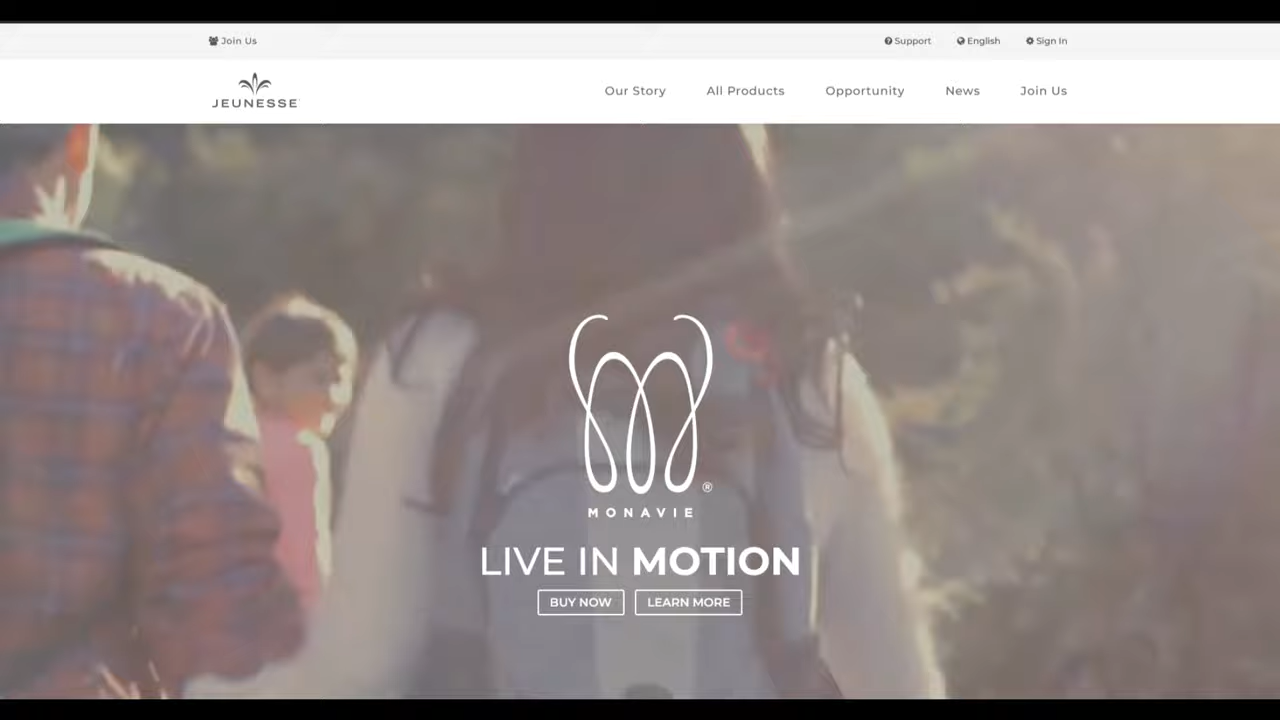 Join Us
Support English Sign In
JEUNESSE
Our Story All Products Opportunity News Join Us
®
MONAVIE
LIVE IN MOTION
BUY NOW LEARN MORE